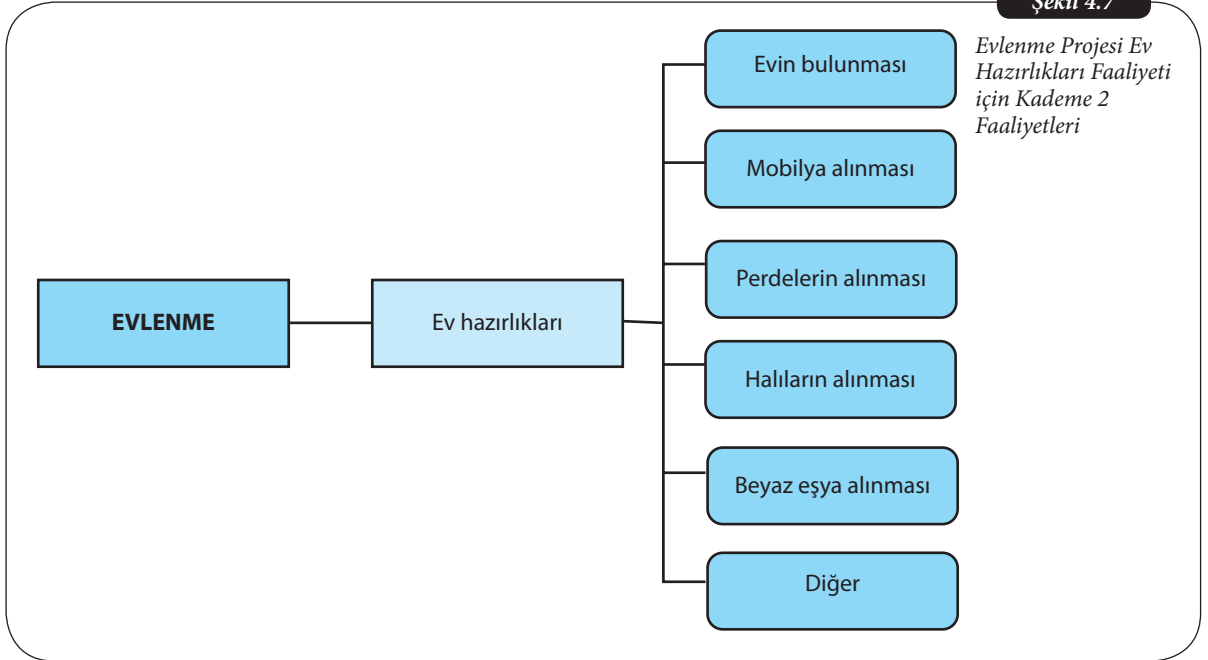 Şekil 4.7
Evlenme Projesi Ev
Hazırlıkları Faaliyeti
için Kademe 2
Faaliyetleri
Evin bulunması
Mobilya alınması
Perdelerin alınması
EVLENME
Ev hazırlıkları
Halıların alınması
Beyaz eşya alınması
Diğer